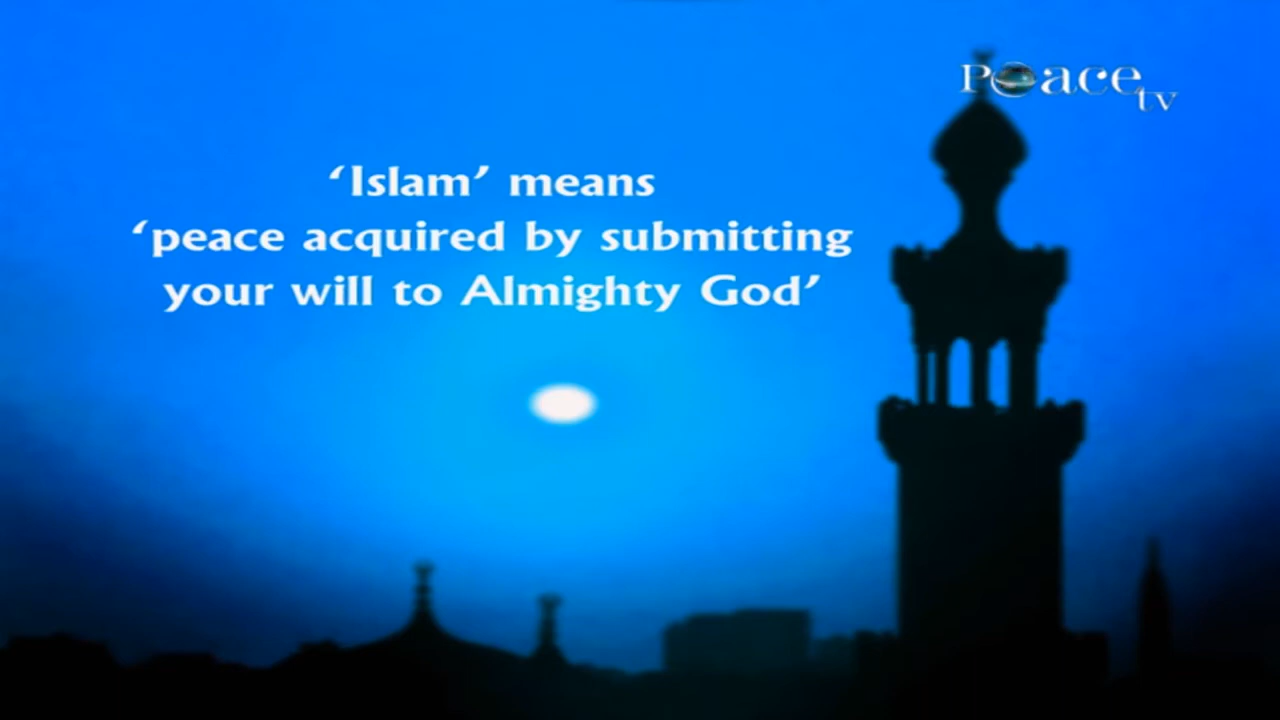 Peace
tv
‘Islam’ means
‘peace acquired by submitting
your will to Almighty God’